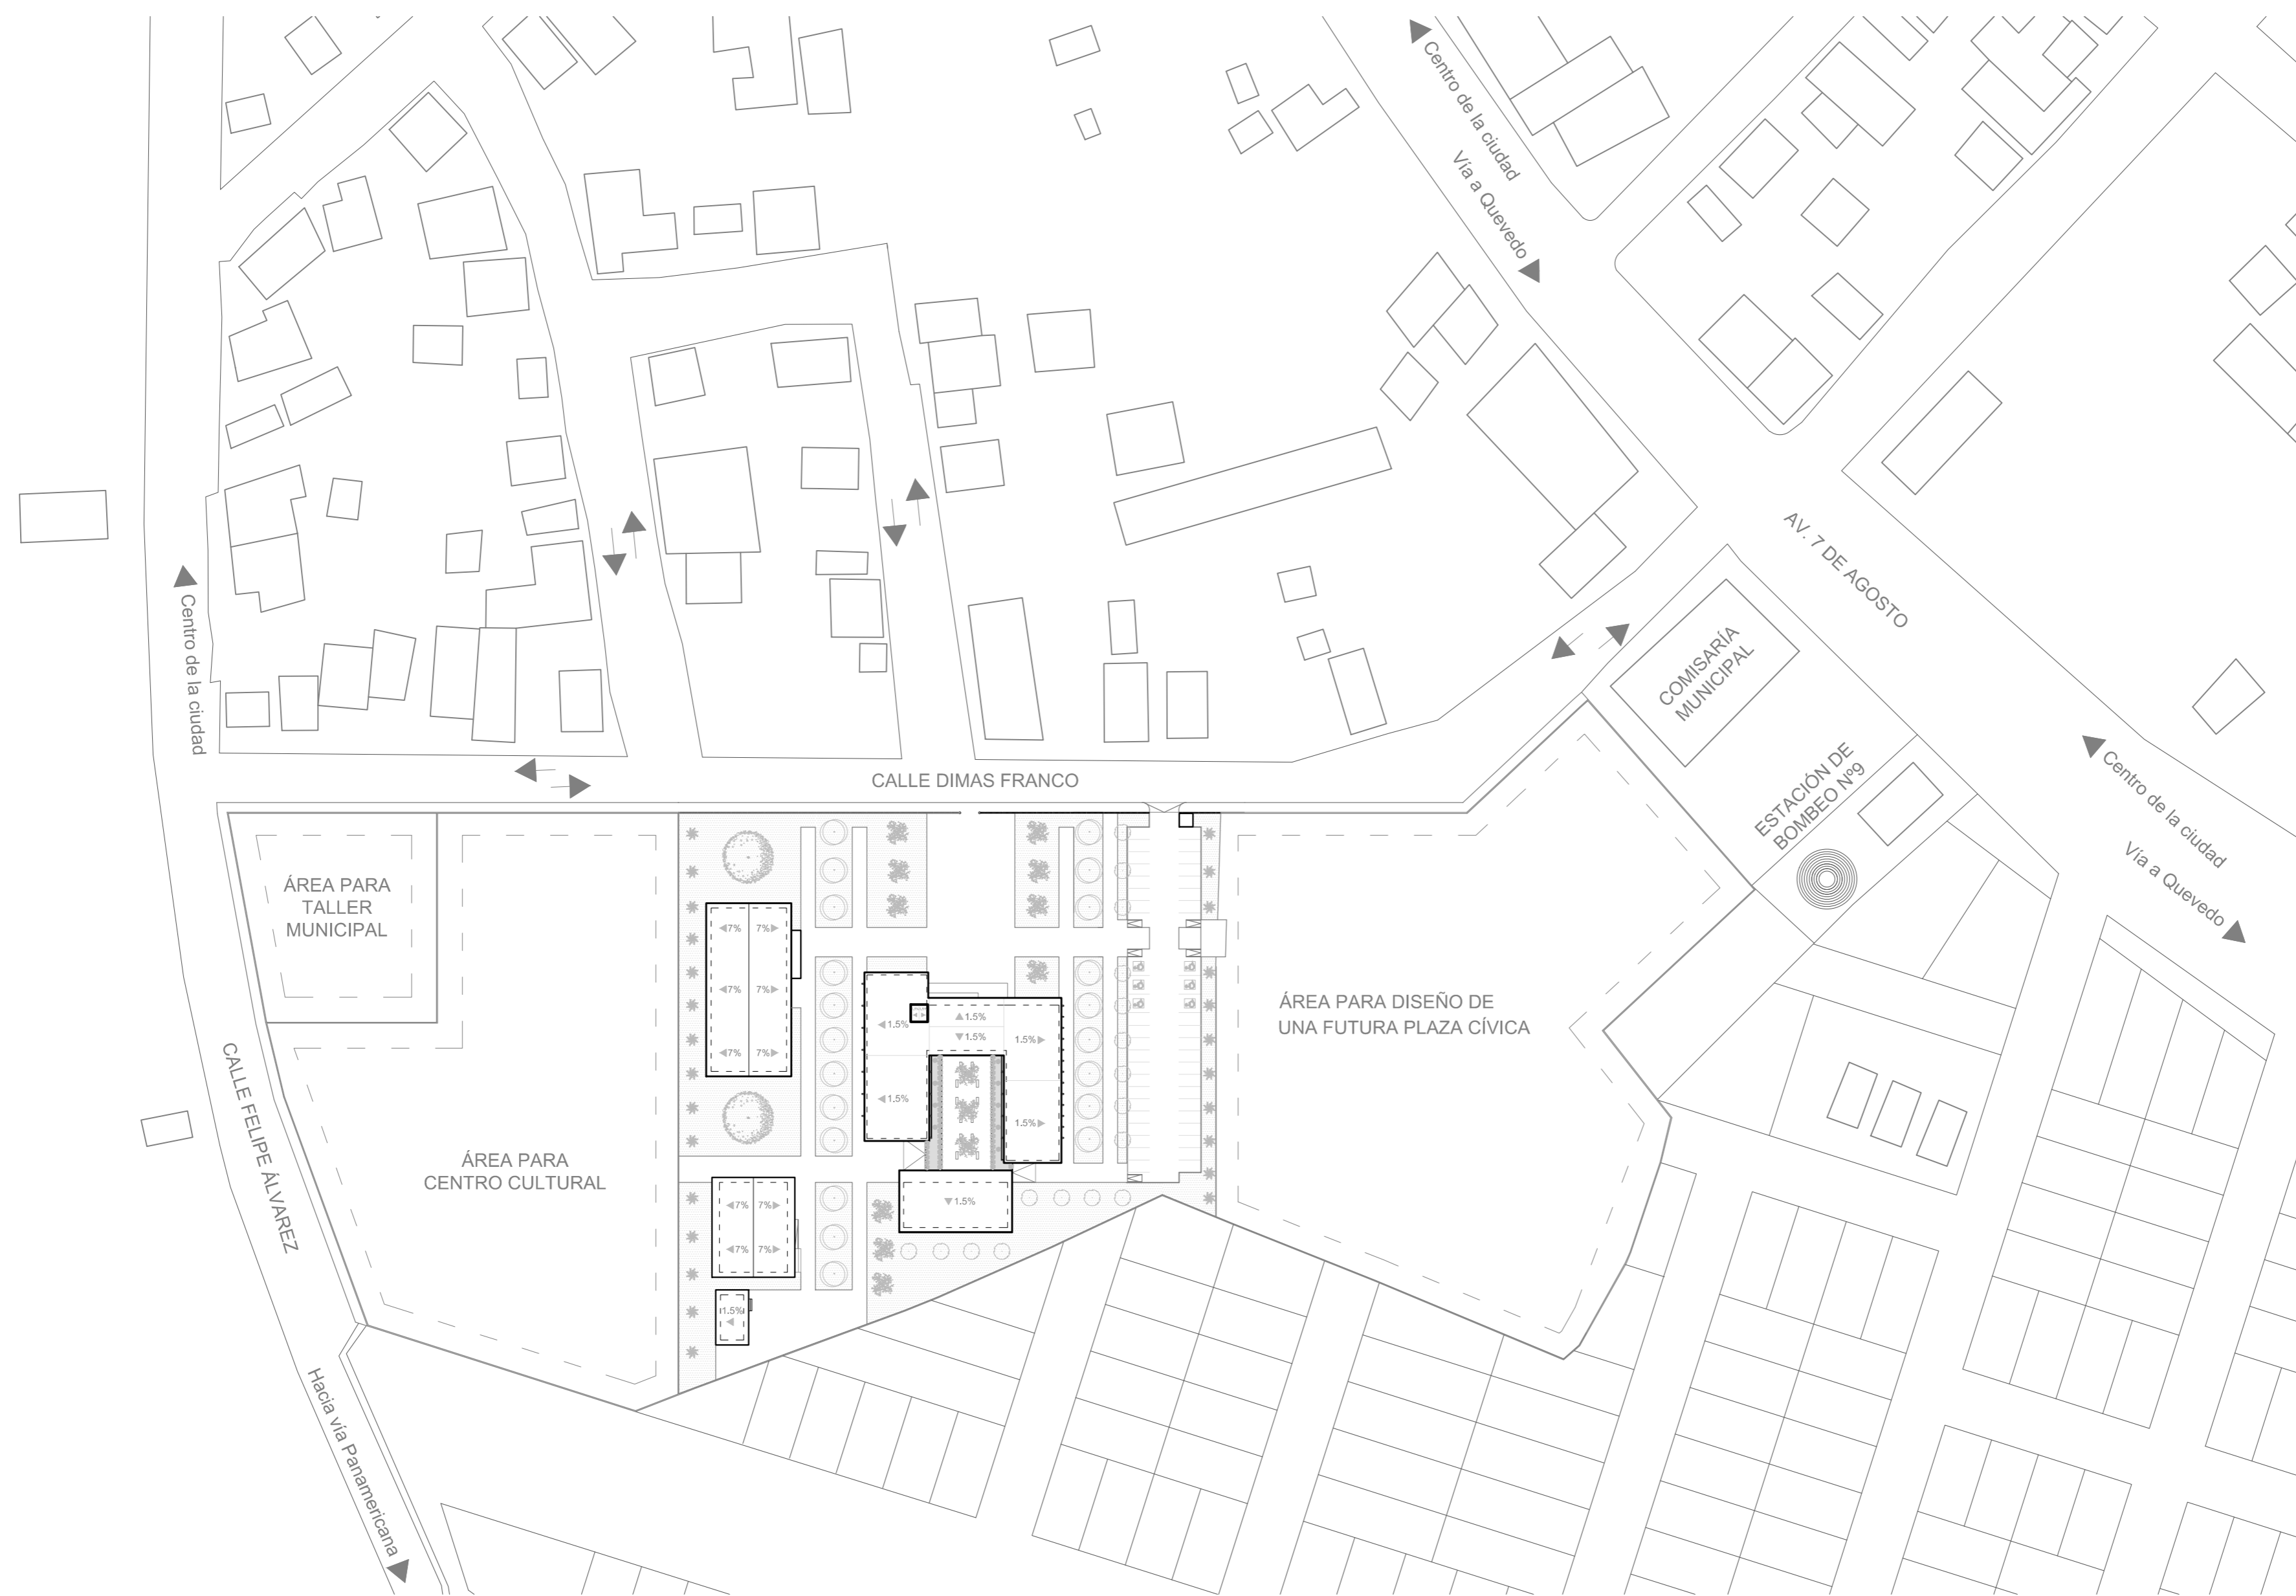 Centro de la ciudad
Vía a Quevedo
AV. 7 DE AGOSTO
Centro de la ciudad
COMISARÍA
MUNICIPAL
ESTACIÓN DE
BOMBEO Nº9
Centro de la ciudad
Vía a Quevedo
CALLE DIMAS FRANCO
ÁREA PARA
TALLER
MUNICIPAL
7% 7%
7% 7%
7% 7%
1.5%
1.5%
1.5%
1.5%
1.5%
1.5%
ÁREA PARA DISEÑO DE
UNA FUTURA PLAZA CÍVICA
CALLE FELIPE ÁLVAREZ
ÁREA PARA
CENTRO CULTURAL
7% 7%
7% 7%
1.5%
1.5%
Hacia vía Panamericana